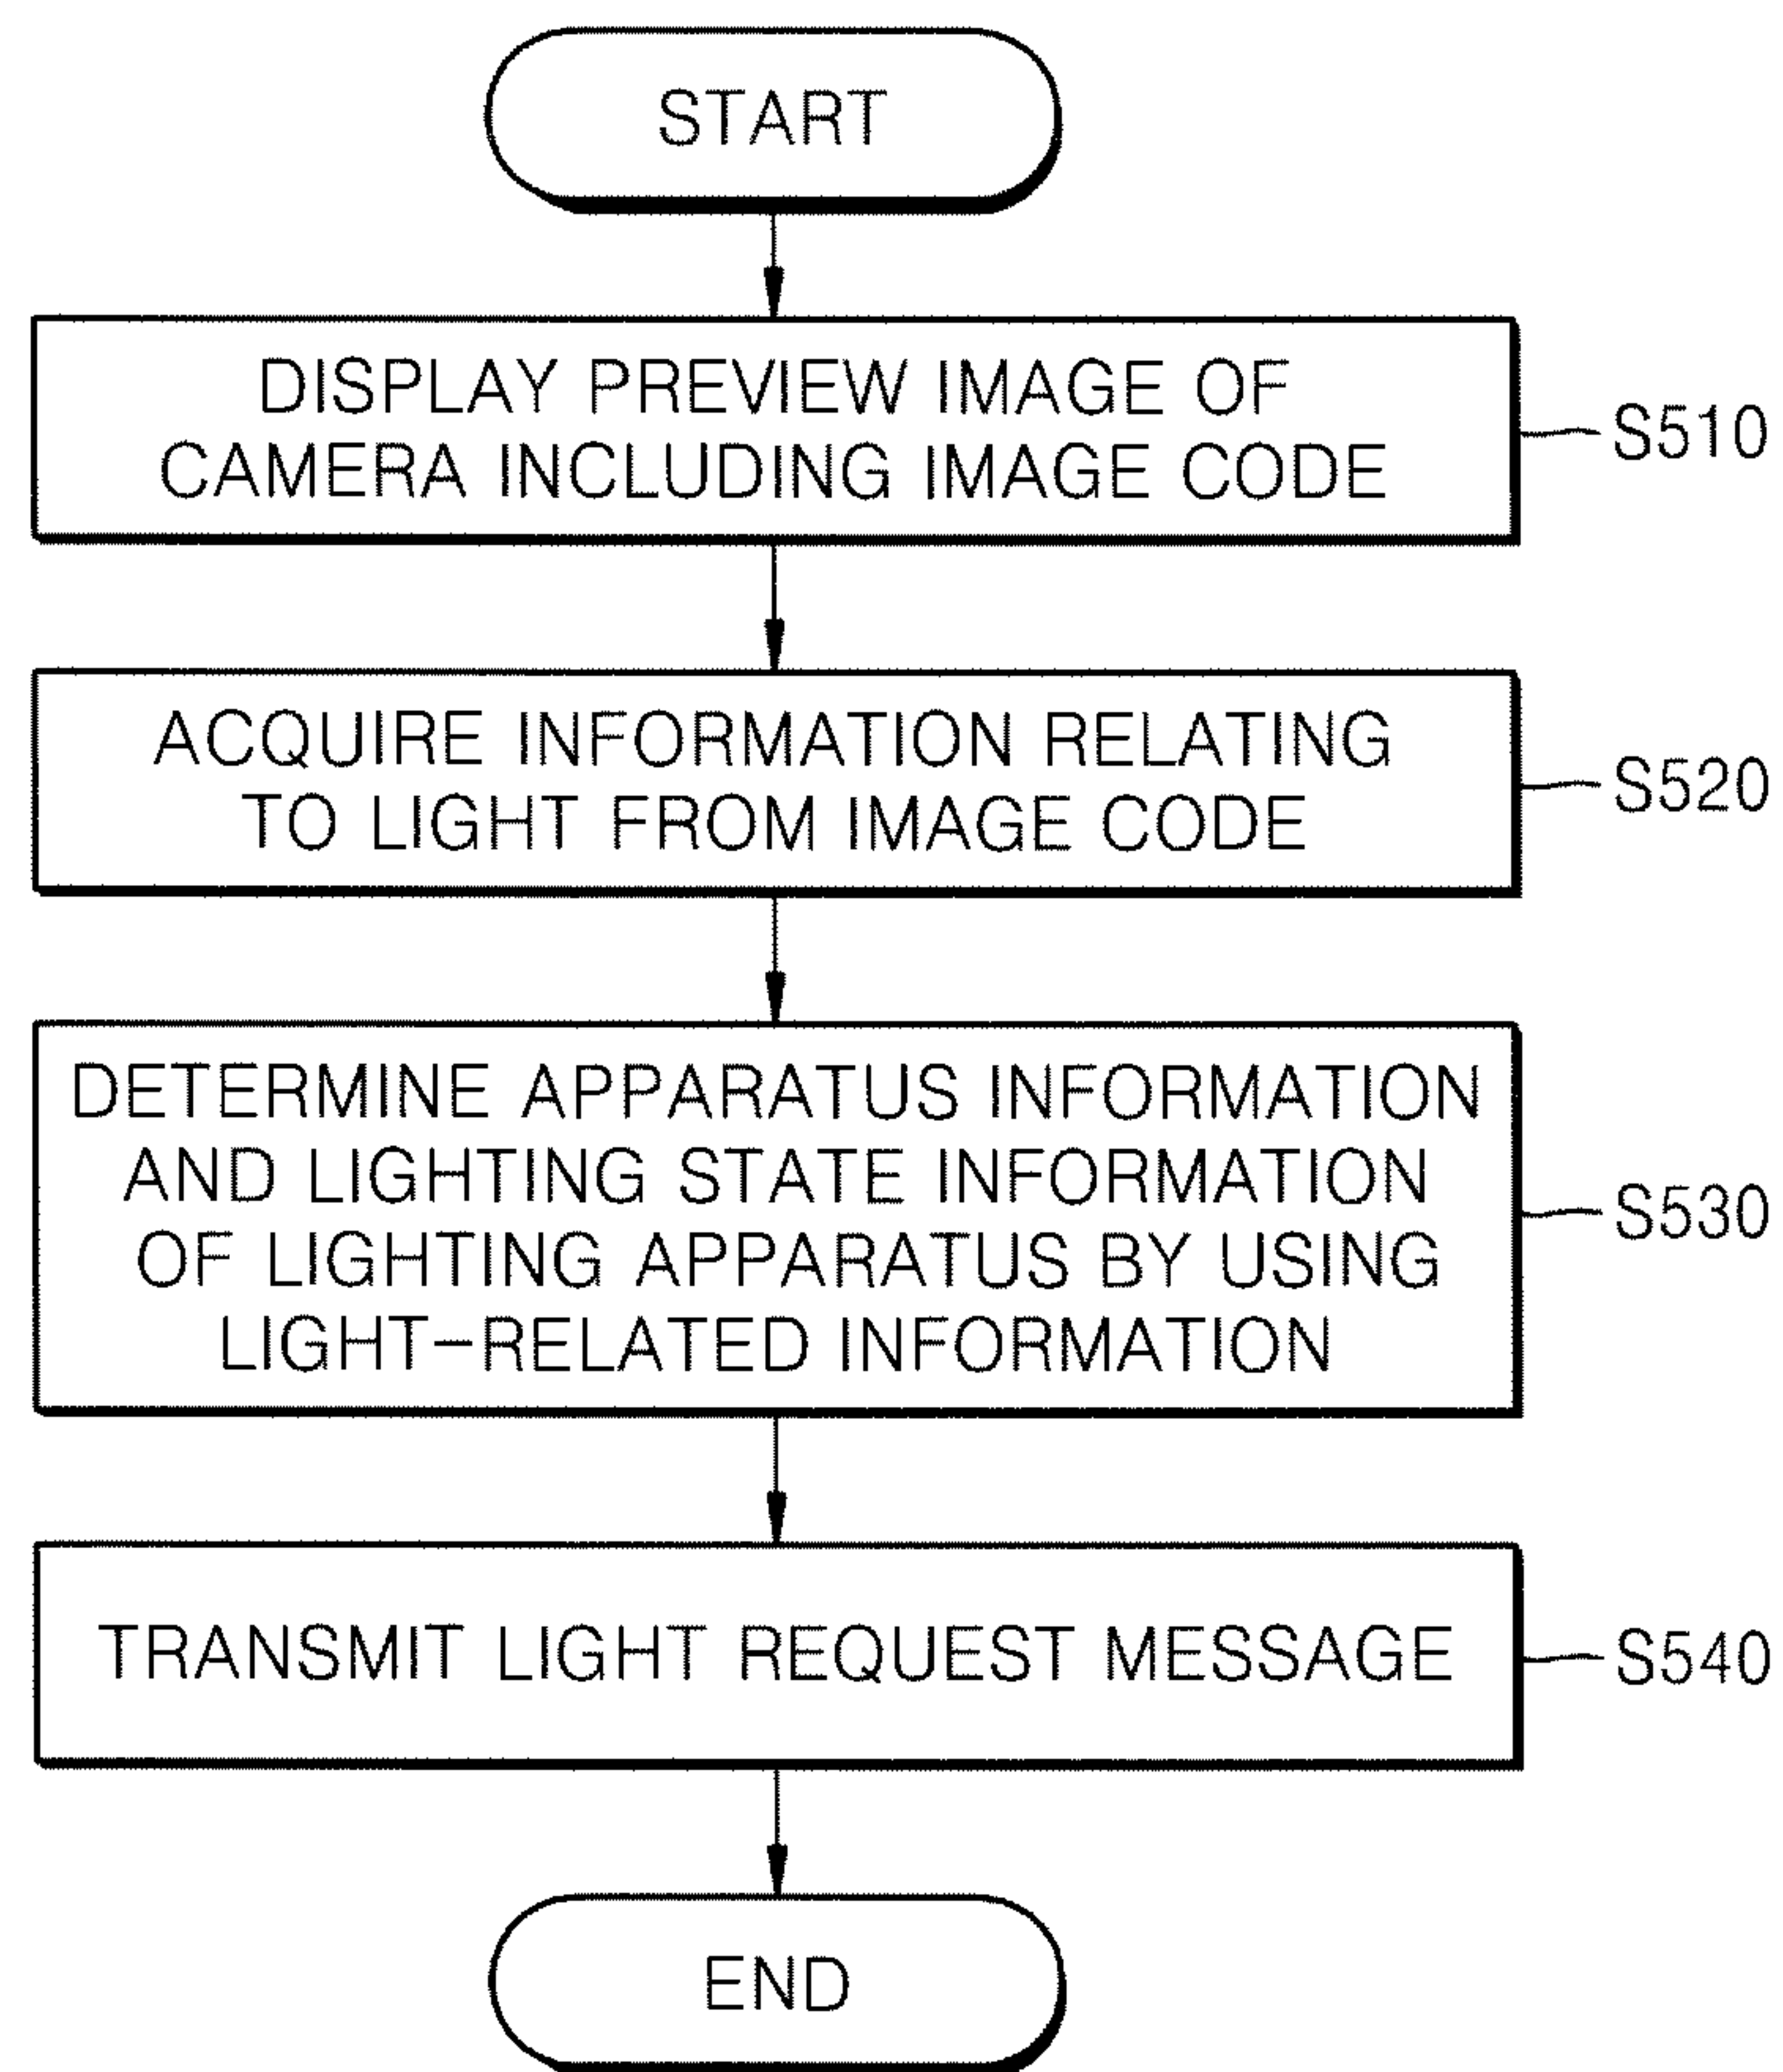 START
DISPLAY PREVIEW IMAGE OF
CAMERA INCLUDING IMAGE CODE
S510
ACQUIRE INFORMATION RELATING
TO LIGHT FROM IMAGE CODE
S520
DETERMINE APPARATUS INFORMATION
AND LIGHTING STATE INFORMATION
OF LIGHTING APPARATUS BY USING
LIGHT-RELATED INFORMATION
S530
TRANSMIT LIGHT REQUEST MESSAGE
S540
END